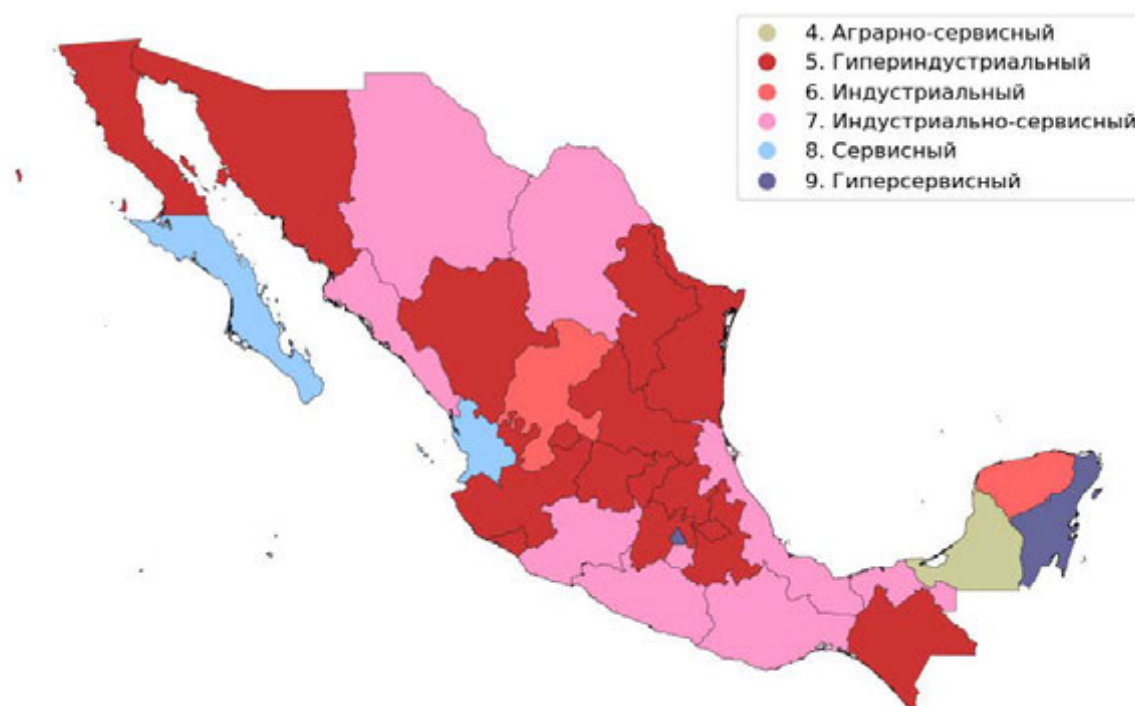 4. Аграрно-сервисный
5. Гипериндустриальный
6. Индустриальный
7. Индустриально-сервисный
8. Сервисный
9. Гиперсервисный